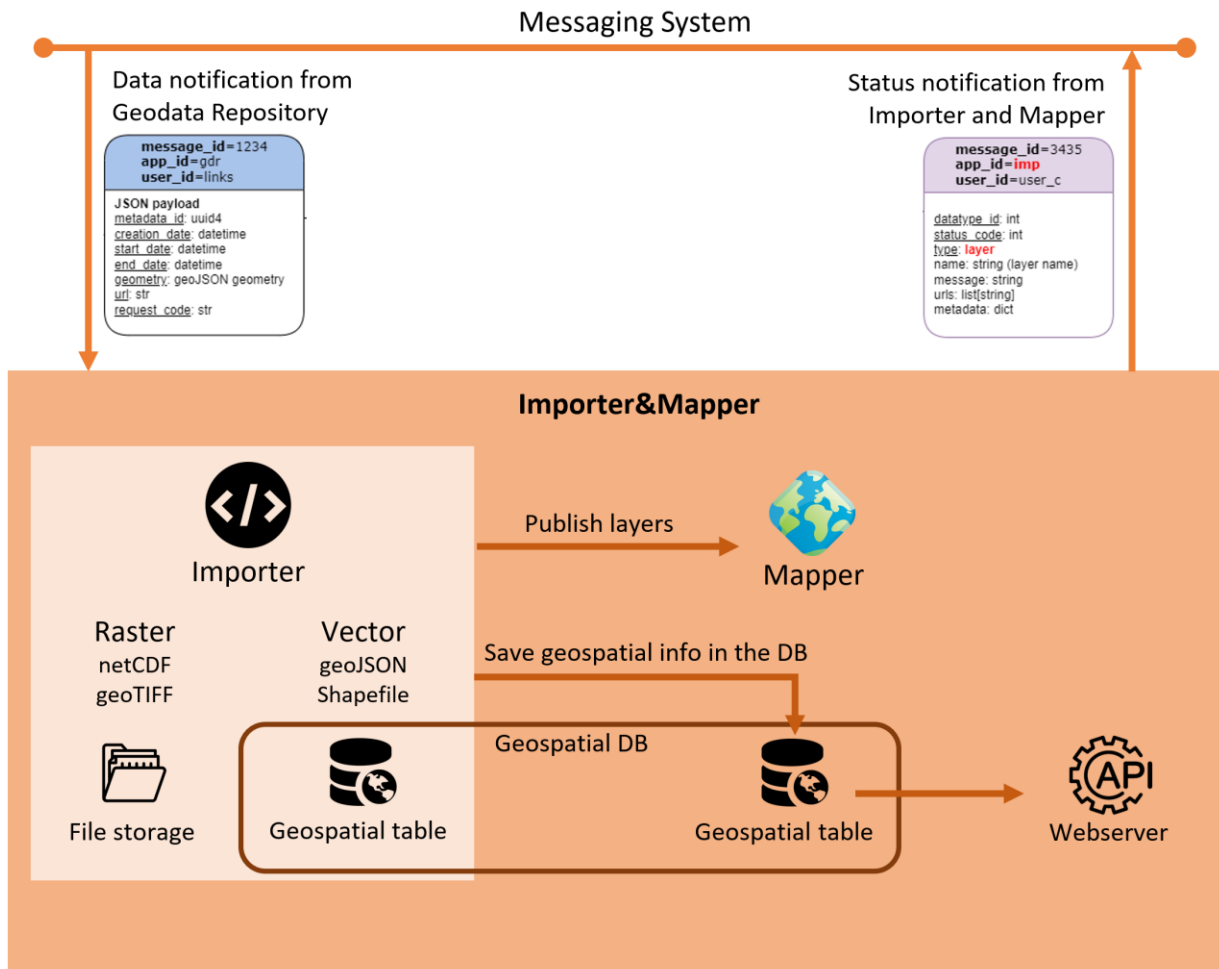 Messaging System
Data notification from
Geodata Repository
message_id=1234
app_id=gdr
user_id=links
JSON payload
metadata_id: uuid4
creation_date: datetime
start_date: datetime
end_date: datetime
geometry: geoJSON geometry
url: str
request_code: str
Status notification from
Importer and Mapper
message_id=3435
app_id=imp
user_id=user_c
datatype_id: int
status_code: int
type: layer
name: string (layer name)
message: string
urls: list[string]
metadata: dict
Importer&Mapper
</>
Importer
Publish layers
Mapper
Raster
netCDF
geoTIFF
Vector
geoJSON
Shapefile
Save geospatial info in the DB
Geospatial DB
File storage
Geospatial table
Geospatial table
API
Webserver